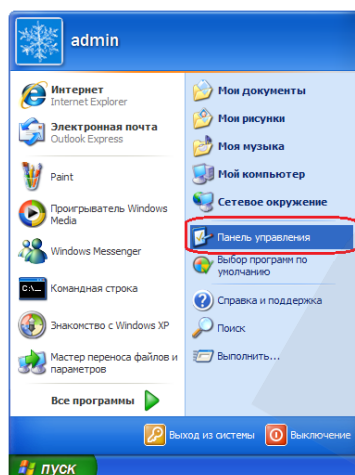 admin
Интернет
Internet Explorer
Электронная почта
Outlook Express
Paint
Проигрыватель Windows
Media
Windows Messenger
Командная строка
Знакомство с Windows XP
Мастер переноса файлов и
параметров
Все программы
Мои документы
Мои рисунки
Моя музыка
Мой компьютер
Сетевое окружение
Панель управления
Выбор программ по
умолчанию
Справка и поддержка
Поиск
Выполнить...
Выход из системы
Выключение
пуск